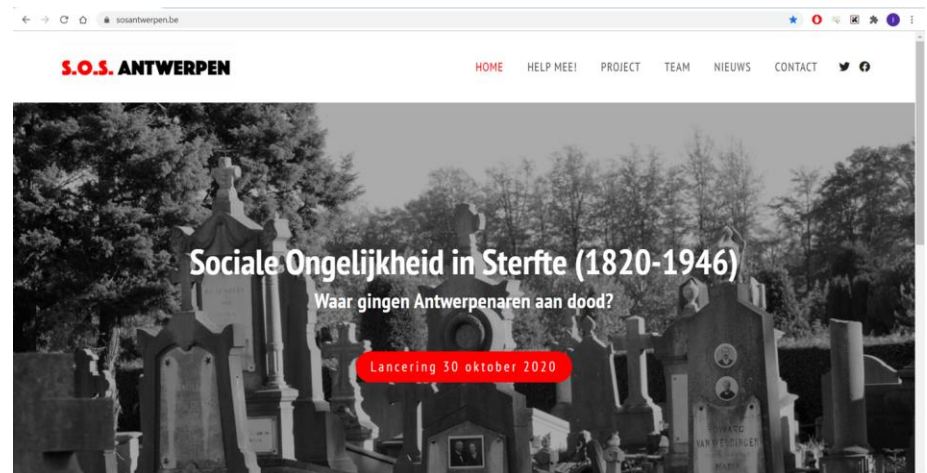 sosantwerpen.be
S.O.S. ANTWERPEN
HOME HELP MEE! PROJECT TEAM NIEUWS CONTACT
Sociale Ongelijkheid in Sterfte (1820-1946)
Waar gingen Antwerpenaren aan dood?
Lancering 30 oktober 2020